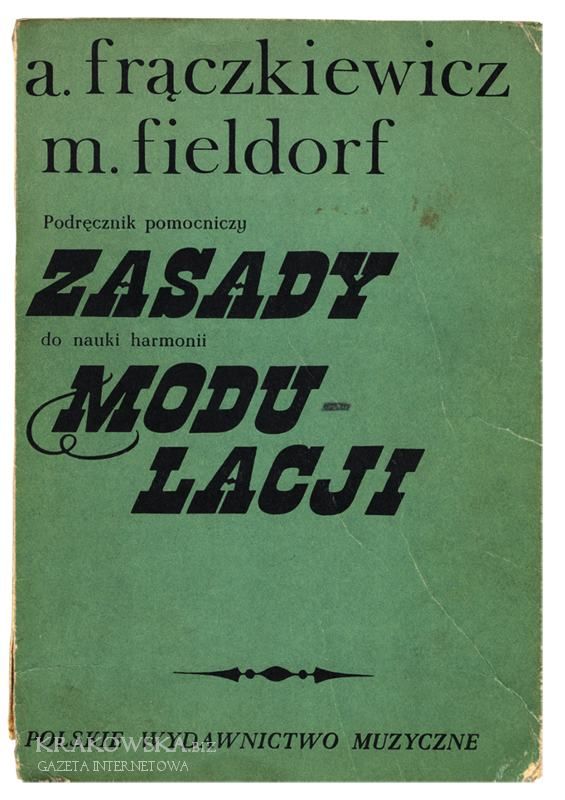 a. frączkiewicz
m. fieldorf
Podręcznik pomocniczy
ZASADY
do nauki harmonii
MODU-
LACJI
POLSKIE WYDAWNICTWO MUZYCZNE
KRAKOWSKA.BIZ
GAZETA INTERNETOWA